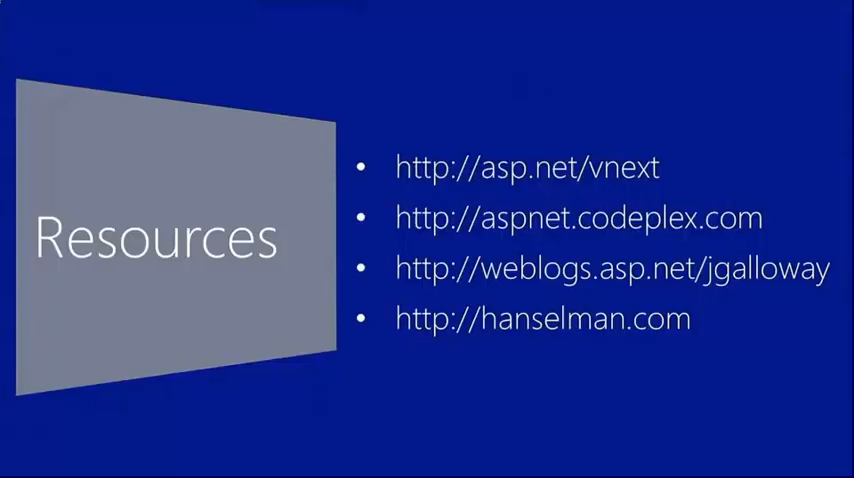 Resources
• http://asp.net/vnext
• http://aspnet.codeplex.com
• http://weblogs.asp.net/jgalloway
• http://hanselman.com